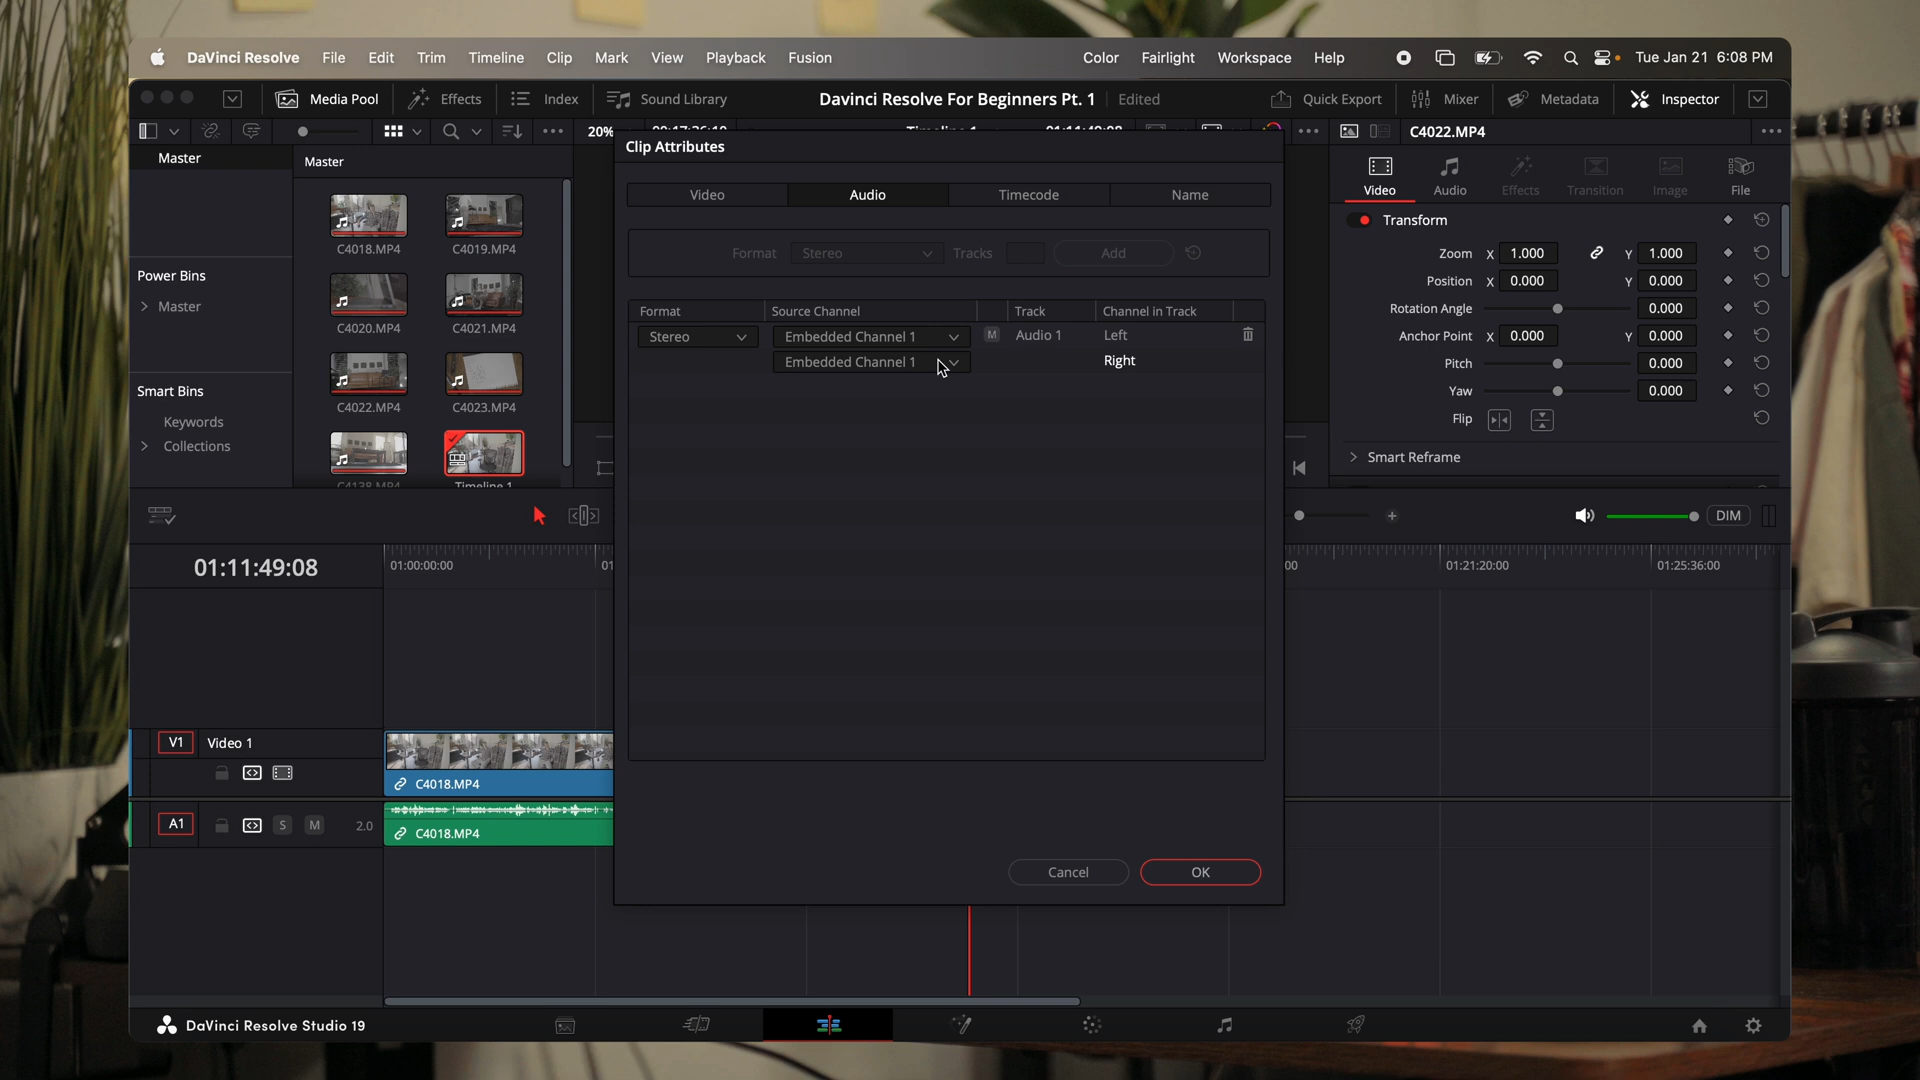 DaVinci Resolve File Edit Trim Timeline Clip Mark View Playback Fusion Color Fairlight Workspace Help Tue Jan 21 6:08 PM
Media Pool Effects Index Sound Library Davinci Resolve For Beginners Pt. 1 Edited Quick Export Mixer Metadata Inspector
20% Timeline 1 C4022.MP4
Clip Attributes
Master
Master
Video Audio Timecode Name
Video Audio Effects Transition Image File
Transform
C4018.MP4 C4019.MP4
Format Stereo Tracks Add
Zoom X 1.000 Y 1.000
Power Bins
Position X 0.000 Y 0.000
Master
Format Source Channel Track Channel in Track
Rotation Angle 0.000
C4020.MP4 C4021.MP4
Stereo Embedded Channel 1 M Audio 1 Left
Anchor Point X 0.000 Y 0.000
Embedded Channel 1 Right
Pitch 0.000
Smart Bins
Yaw 0.000
C4022.MP4 C4023.MP4
Keywords
Flip
Collections
Smart Reframe
C4138.MP4 Timeline 1
DIM
01:11:49:08
01:00:00:00 01 00 01:21:20:00 01:25:36:00
V1 Video 1
C4018.MP4
A1 S M 2.0
C4018.MP4
Cancel OK
DaVinci Resolve Studio 19